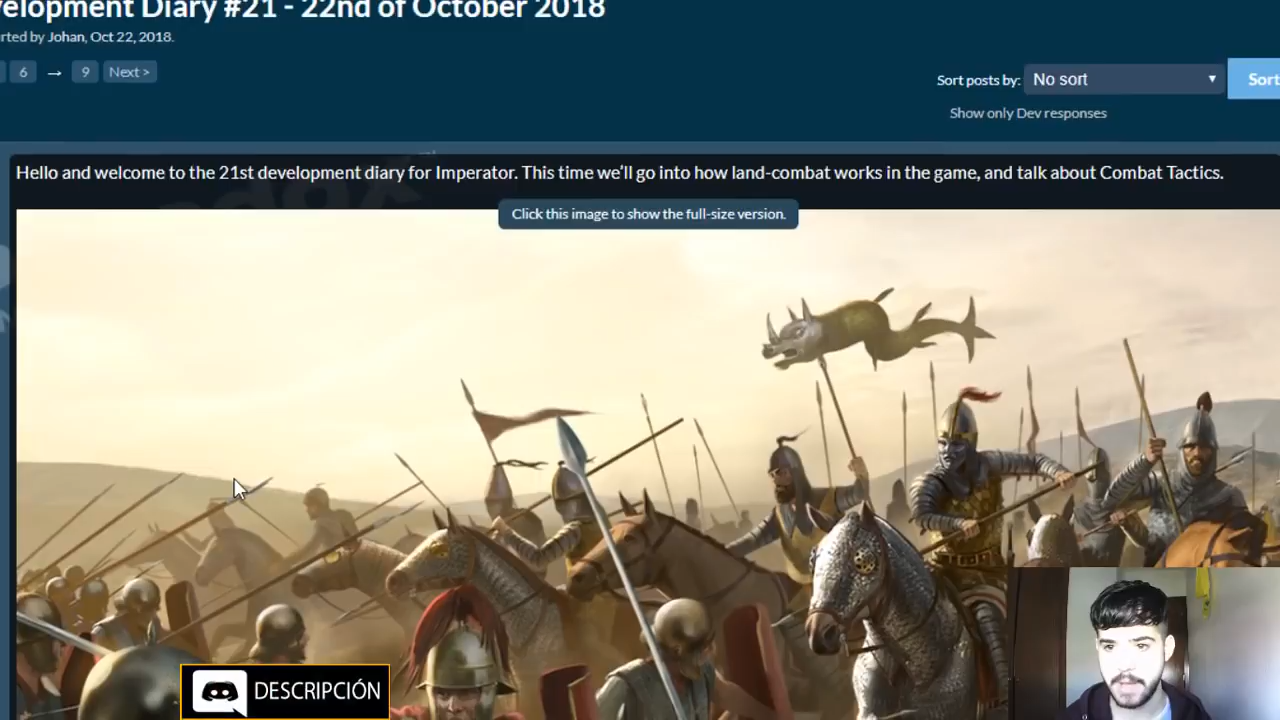 velopment Diary #21 - 22nd of October 2018
rted by Johan, Oct 22, 2018.
6 → 9 Next >
Sort posts by: No sort ▼ Sort
Show only Dev responses
Hello and welcome to the 21st development diary for Imperator. This time we'll go into how land-combat works in the game, and talk about Combat Tactics.
Click this image to show the full-size version.
DESCRIPCIÓN